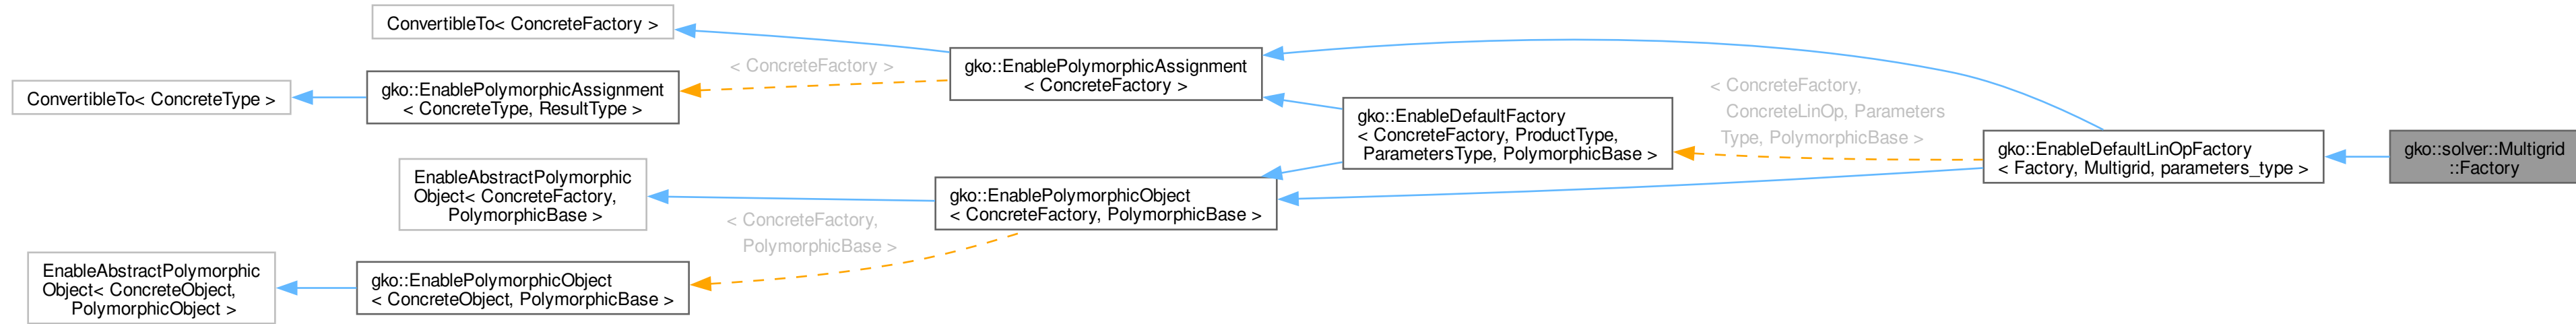 ConvertibleTo< ConcreteFactory >
ConvertibleTo< ConcreteType >
gko::EnablePolymorphicAssignment
< ConcreteType, ResultType >
< ConcreteFactory >
gko::EnablePolymorphicAssignment
< ConcreteFactory >
EnableAbstractPolymorphic
Object< ConcreteFactory,
PolymorphicBase >
gko::EnablePolymorphicObject
< ConcreteFactory, PolymorphicBase >
< ConcreteFactory,
PolymorphicBase >
EnableAbstractPolymorphic
Object< ConcreteObject,
PolymorphicObject >
gko::EnablePolymorphicObject
< ConcreteObject, PolymorphicBase >
gko::EnableDefaultFactory
< ConcreteFactory, ProductType,
ParametersType, PolymorphicBase >
< ConcreteFactory,
ConcreteLinOp, Parameters
Type, PolymorphicBase >
gko::EnableDefaultLinOpFactory
< Factory, Multigrid, parameters_type >
gko::solver::Multigrid
::Factory